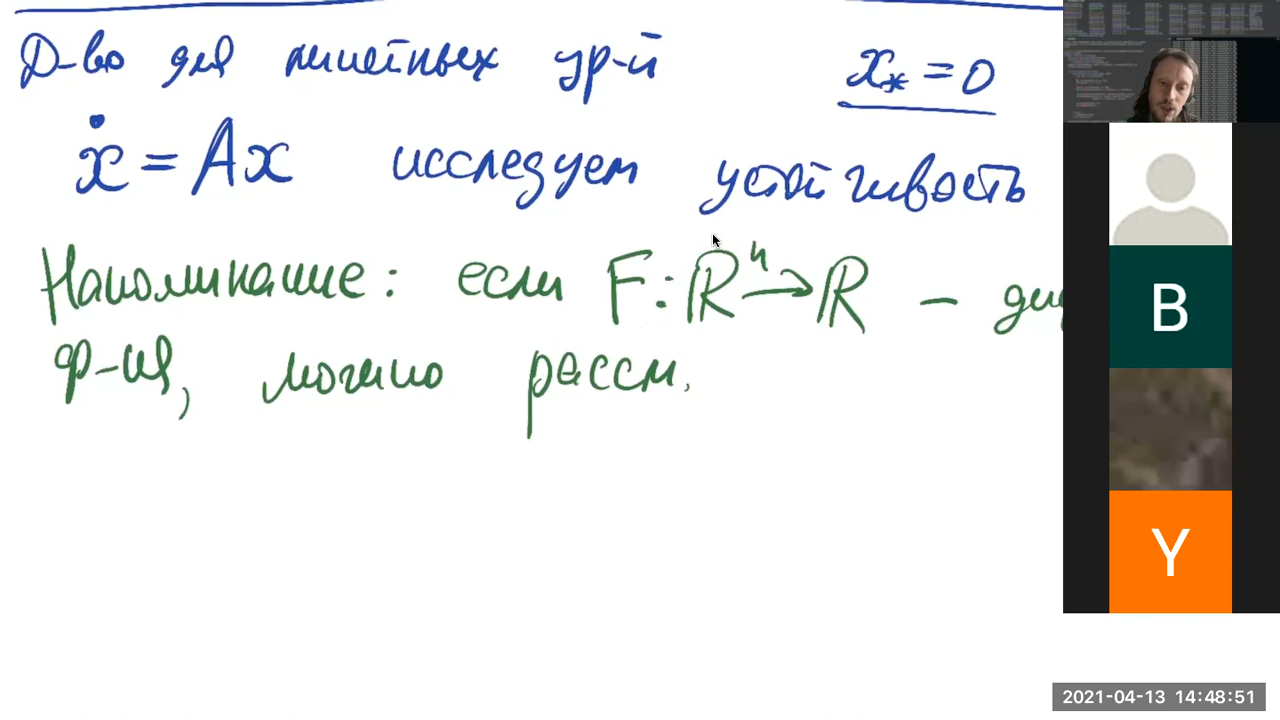 Д-во для линейных ур-й x_* = 0
ẋ = Ax исследуем устойчивость
Напоминание: если F: ℝⁿ → ℝ —
ф-ия, можно рассм.
B
Y
2021-04-13 14:48:51